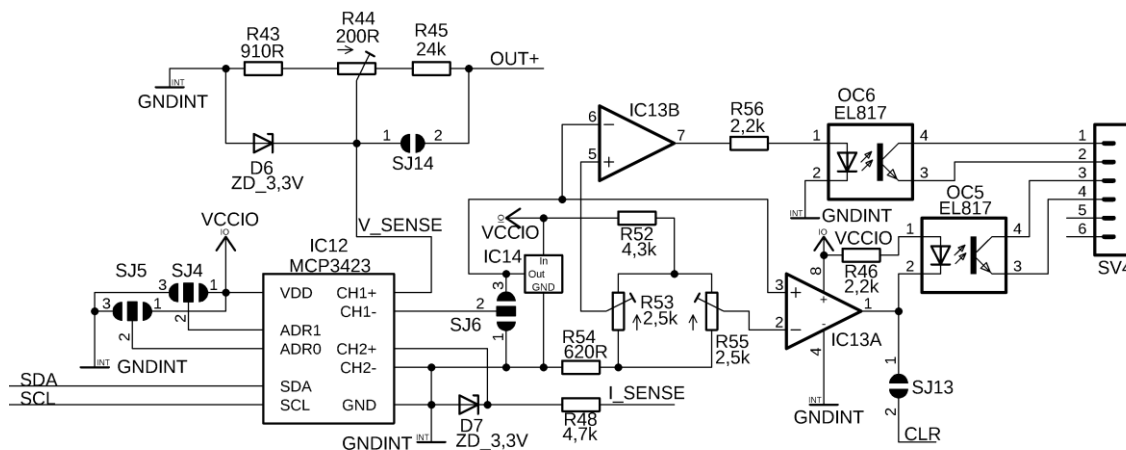 R43
910R
R44
200R
R45
24k
OUT+
INT
GNDINT
1
2
SJ14
D6
ZD_3,3V
V_SENSE
IC13B
6
5
7
R56
2,2k
OC6
EL817
1
2
4
3
INT
GNDINT
OC5
EL817
1
2
4
3
1
2
3
4
5
6
SV4
VCCIO
IO
SJ5
SJ4
3
1
2
3
1
2
INT
GNDINT
IC12
MCP3423
VDD
ADR1
ADR0
SDA
SCL
CH1+
CH1-
CH2+
CH2-
GND
SDA
SCL
IO
VCCIO
IC14
In
Out
GND
3
2
1
SJ6
R52
4,3k
R53
2,5k
R54
620R
R55
2,5k
I_SENSE
R48
4,7k
D7
ZD_3,3V
INT
GNDINT
IO
VCCIO
R46
2,2k
8
3
2
1
4
IC13A
INT
GNDINT
1
SJ13
2
CLR